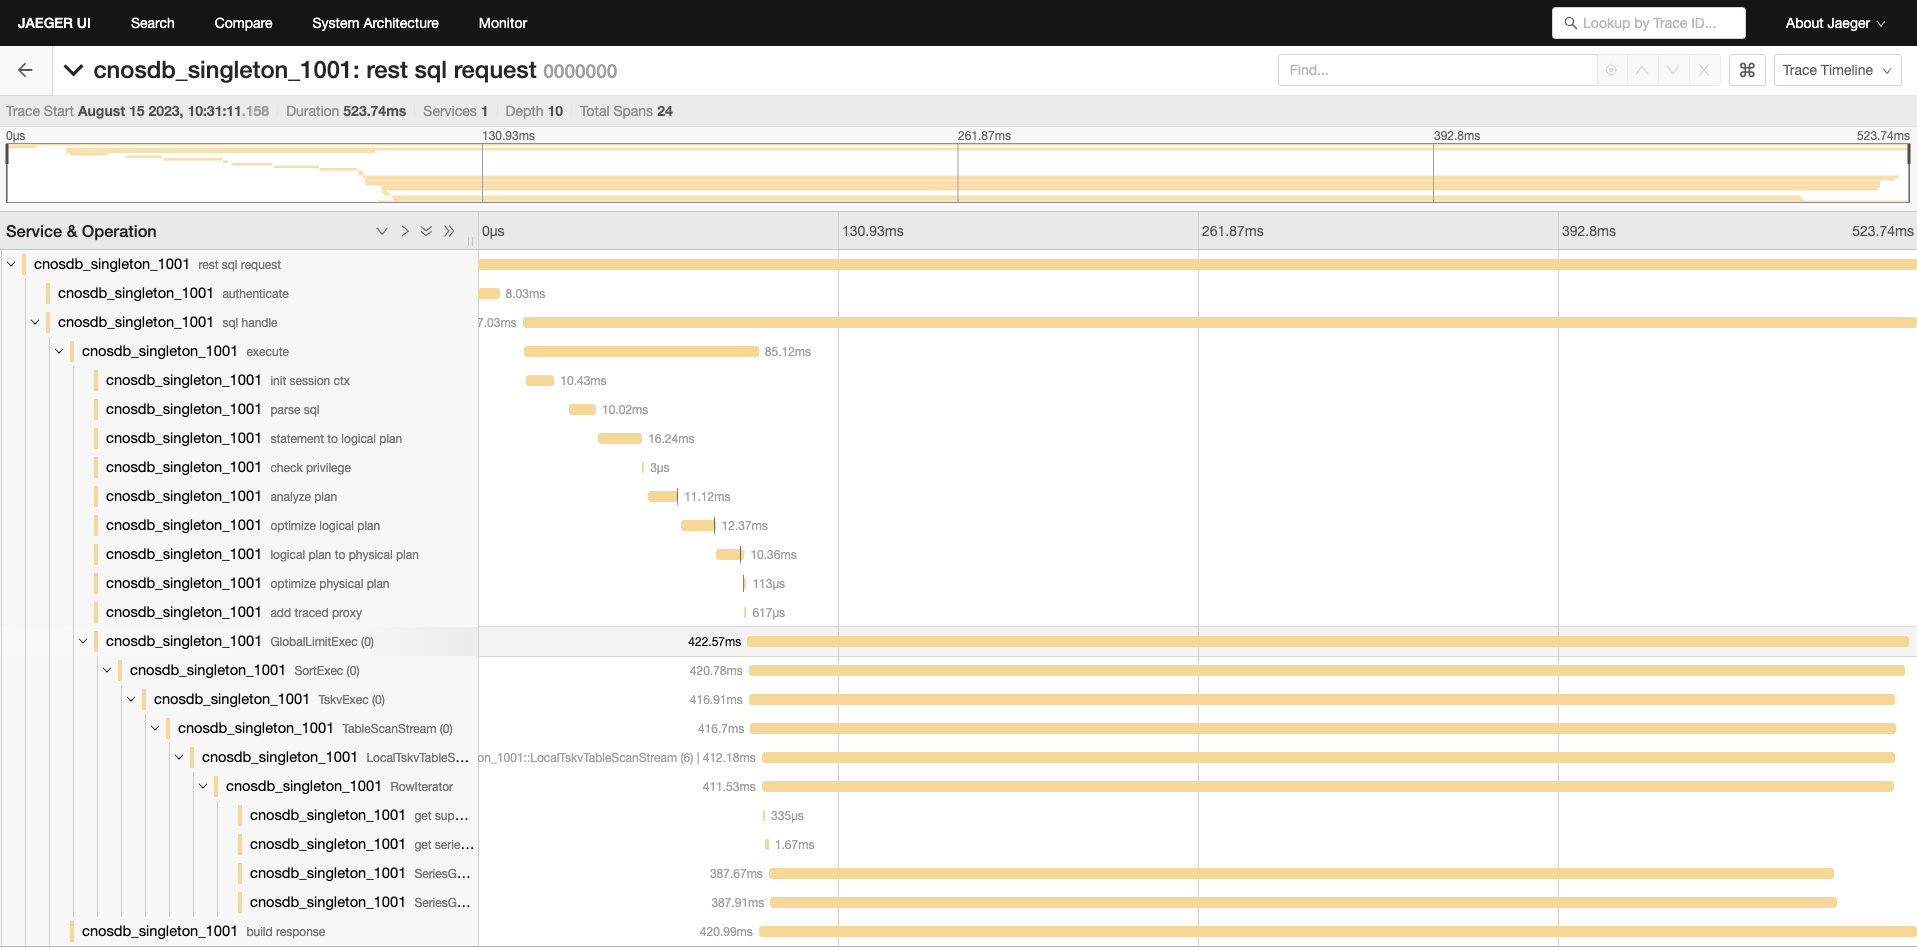 JAEGER UI Search Compare System Architecture Monitor Lookup by Trace ID... About Jaeger
cnosdb_singleton_1001: rest sql request 0000000 Find... ⌘ Trace Timeline
Trace Start August 15 2023, 10:31:11.158 Duration 523.74ms Services 1 Depth 10 Total Spans 24
0μs 130.93ms 261.87ms 392.8ms 523.74ms
Service & Operation 0μs 130.93ms 261.87ms 392.8ms 523.74ms
cnosdb_singleton_1001 rest sql request
cnosdb_singleton_1001 authenticate 8.03ms
cnosdb_singleton_1001 sql handle 7.03ms
cnosdb_singleton_1001 execute 85.12ms
cnosdb_singleton_1001 init session ctx 10.43ms
cnosdb_singleton_1001 parse sql 10.02ms
cnosdb_singleton_1001 statement to logical plan 16.24ms
cnosdb_singleton_1001 check privilege 3μs
cnosdb_singleton_1001 analyze plan 11.12ms
cnosdb_singleton_1001 optimize logical plan 12.37ms
cnosdb_singleton_1001 logical plan to physical plan 10.36ms
cnosdb_singleton_1001 optimize physical plan 113μs
cnosdb_singleton_1001 add traced proxy 617μs
cnosdb_singleton_1001 GlobalLimitExec (0) 422.57ms
cnosdb_singleton_1001 SortExec (0) 420.78ms
cnosdb_singleton_1001 TskvExec (0) 416.91ms
cnosdb_singleton_1001 TableScanStream (0) 416.7ms
cnosdb_singleton_1001 LocalTskvTableS... on_1001::LocalTskvTableScanStream (6) | 412.18ms
cnosdb_singleton_1001 RowIterator 411.53ms
cnosdb_singleton_1001 get sup... 335μs
cnosdb_singleton_1001 get serie... 1.67ms
cnosdb_singleton_1001 SeriesG... 387.67ms
cnosdb_singleton_1001 SeriesG... 387.91ms
cnosdb_singleton_1001 build response 420.99ms